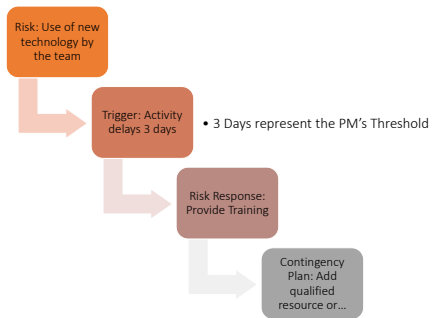 Risk: Use of new
technology by
the team
Trigger: Activity
delays 3 days
• 3 Days represent the PM's Threshold
Risk Response:
Provide Training
Contingency
Plan: Add
qualified
resource or…